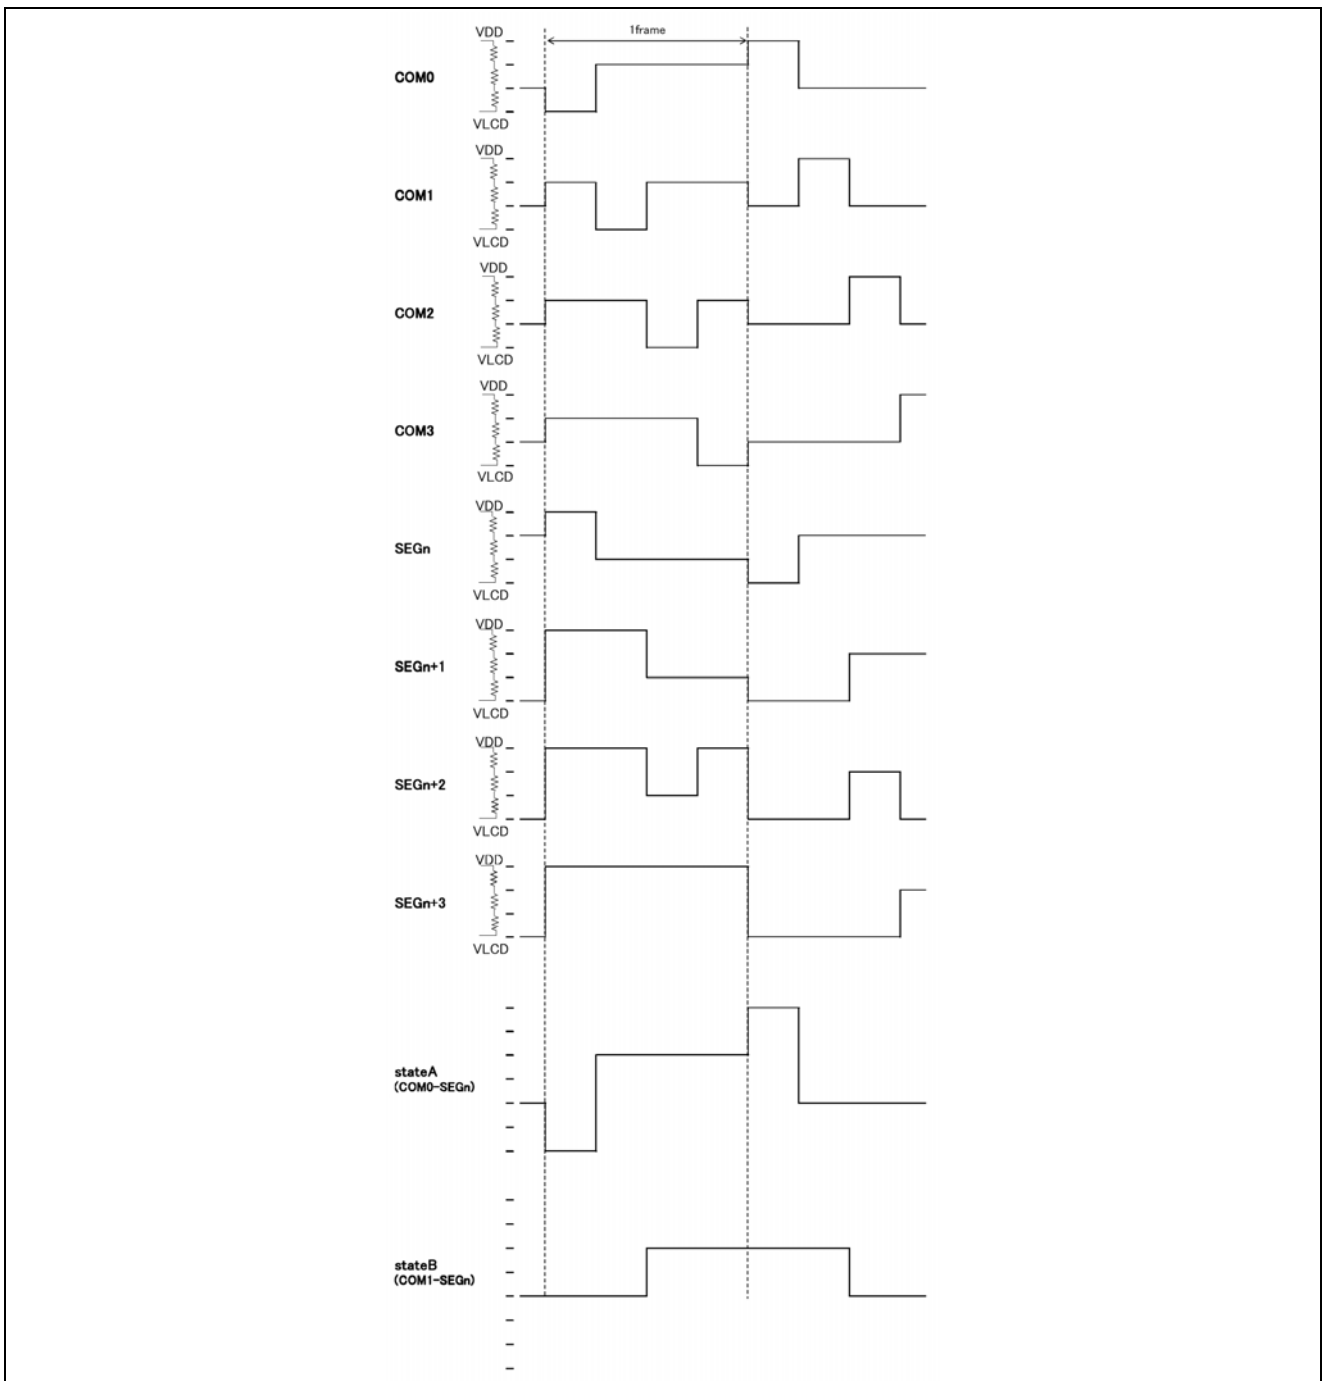 VDD
1frame
COM0
VLCD
VDD
COM1
VLCD
VDD
COM2
VLCD
VDD
COM3
VLCD
VDD
SEGn
VLCD
VDD
SEGn+1
VLCD
VDD
SEGn+2
VLCD
VDD
SEGn+3
VLCD
stateA
(COM0-SEGn)
stateB
(COM1-SEGn)